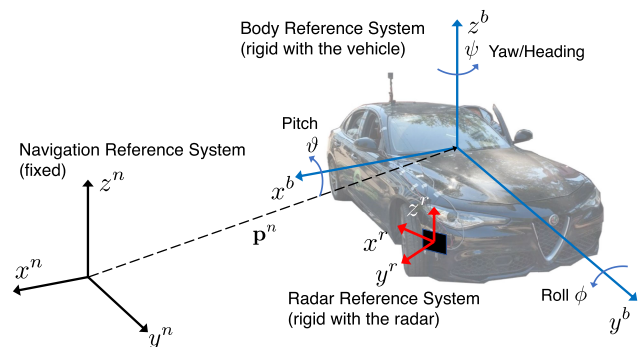 Body Reference System
(rigid with the vehicle)
z^b
ψ Yaw/Heading
Pitch
ϑ
Navigation Reference System
(fixed)
x^b
z^n
z^r
x^r
p^n
x^n
y^r
Radar Reference System
(rigid with the radar)
Roll ϕ
y^b
y^n